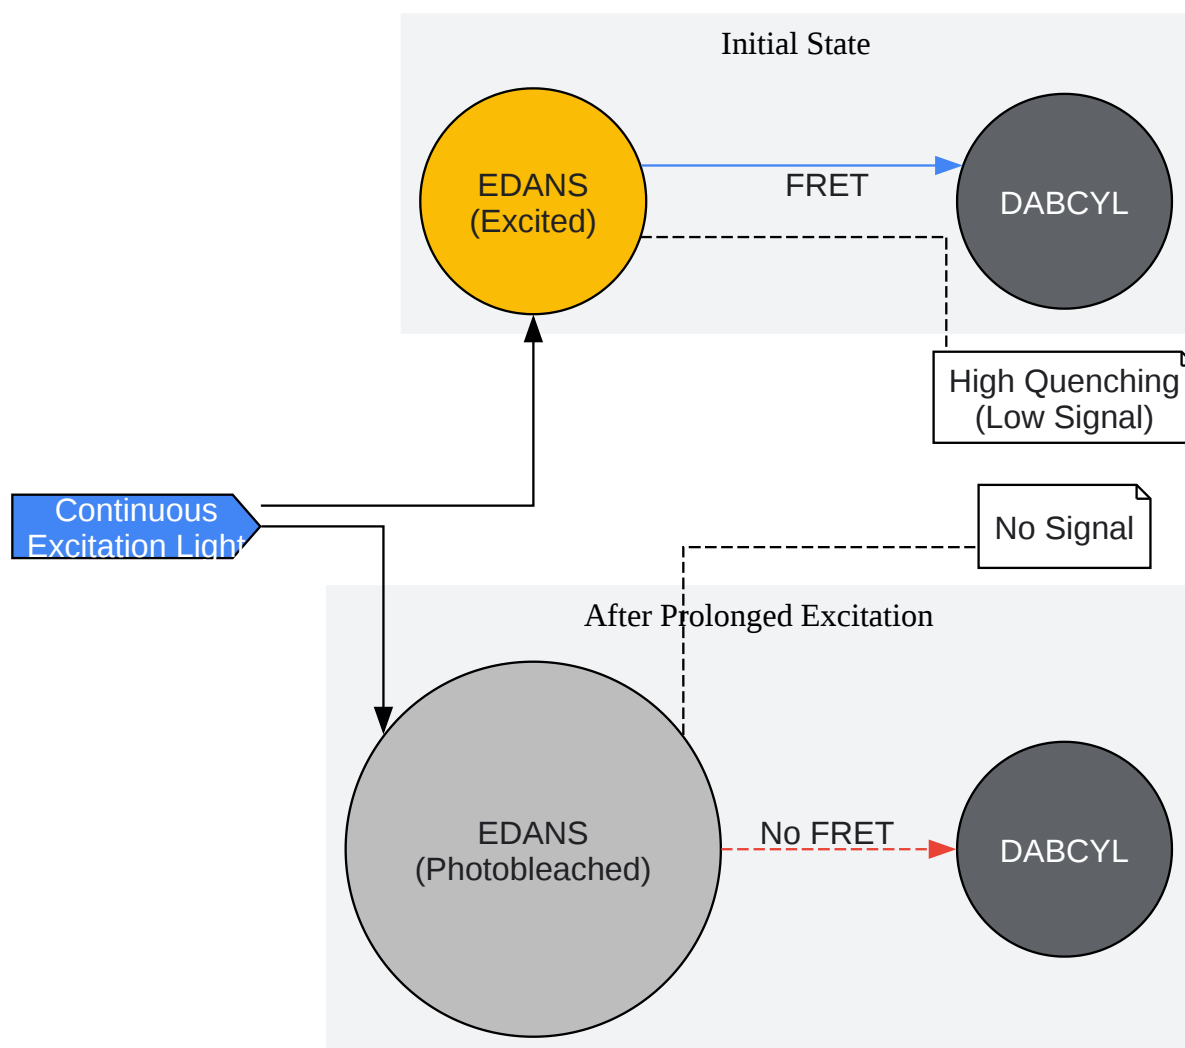 Initial State
EDANS
(Excited)
FRET
DABCYL
High Quenching
(Low Signal)
Continuous
Excitation Light
No Signal
After Prolonged Excitation
EDANS
(Photobleached)
No FRET
DABCYL